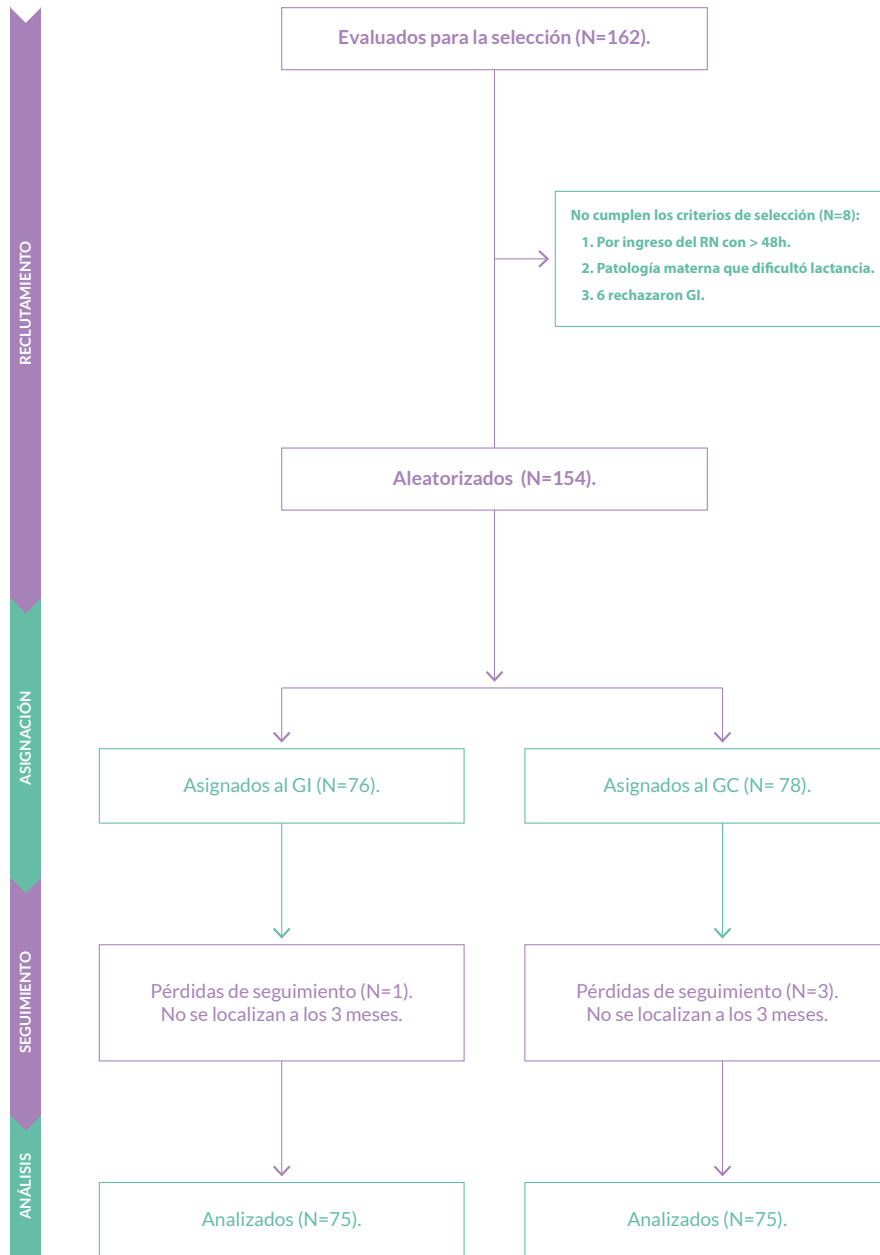 Evaluados para la selección (N=162).
RECLUTAMIENTO
No cumplen los criterios de selección (N=8):
1. Por ingreso del RN con > 48h.
2. Patología materna que dificultó lactancia.
3. 6 rechazaron GI.
Aleatorizados (N=154).
ASIGNACIÓN
Asignados al GI (N=76).
Asignados al GC (N= 78).
SEGUIMIENTO
Pérdidas de seguimiento (N=1).
No se localizan a los 3 meses.
Pérdidas de seguimiento (N=3).
No se localizan a los 3 meses.
ANÁLISIS
Analizados (N=75).
Analizados (N=75).